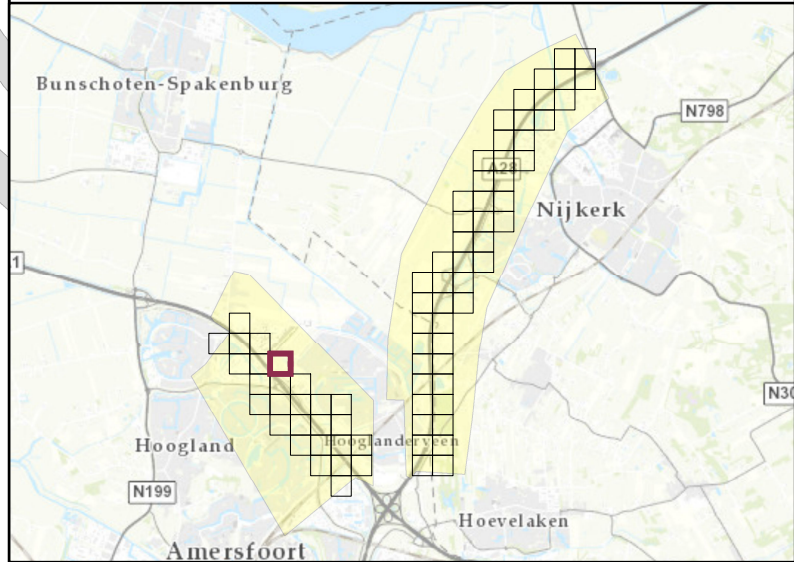 Bunschoten-Spakenburg
N798
A28
Nijkerk
1
N30
Hoogland
Hooglanderveen
N199
Hoevelaken
Amersfoort